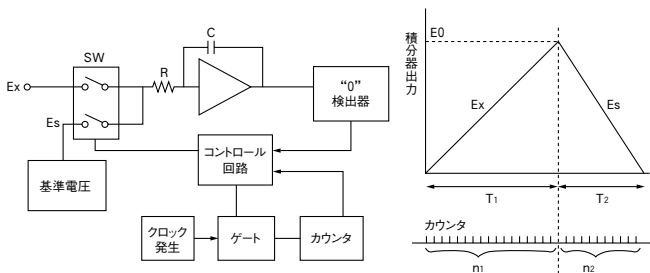 SW
Ex
Es
R
C
“0”
検出器
コントロール
回路
基準電圧
クロック
発生
ゲート
カウンタ
積分器出力
E0
Ex
Es
T1
T2
カウンタ
n1
n2